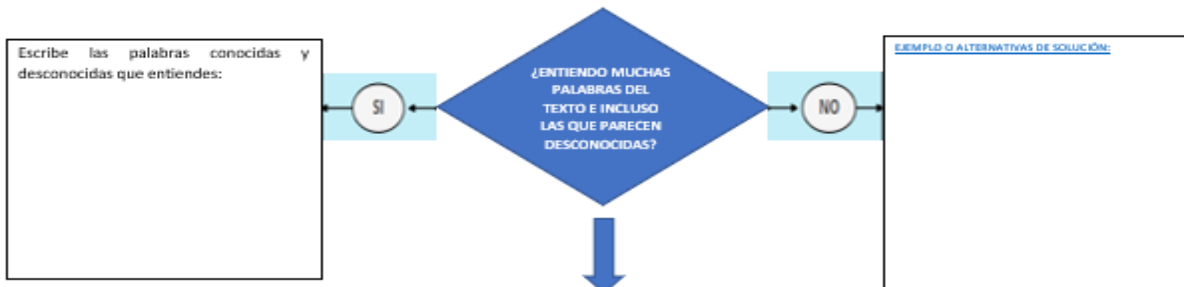 Escribe las palabras conocidas y
desconocidas que entiendes:
SI
¿ENTIENDO MUCHAS
PALABRAS DEL
TEXTO E INCLUSO
LAS QUE PARECEN
DESCONOCIDAS?
NO
EJEMPLO O ALTERNATIVAS DE SOLUCIÓN: